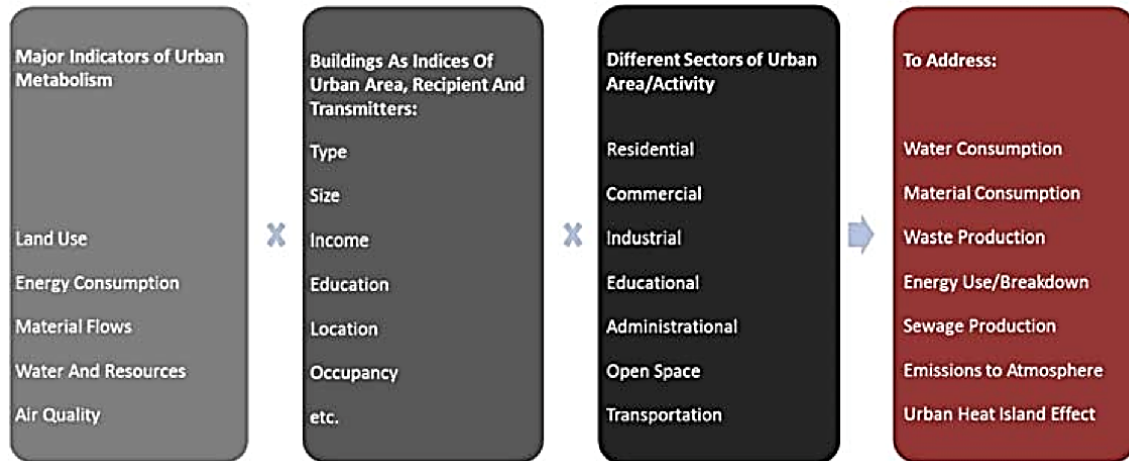 Major Indicators of Urban
Metabolism
Land Use
Energy Consumption
Material Flows
Water And Resources
Air Quality
X
Buildings As Indices Of
Urban Area, Recipient And
Transmitters:
Type
Size
Income
Education
Location
Occupancy
etc.
X
Different Sectors of Urban
Area/Activity
Residential
Commercial
Industrial
Educational
Administrational
Open Space
Transportation
To Address:
Water Consumption
Material Consumption
Waste Production
Energy Use/Breakdown
Sewage Production
Emissions to Atmosphere
Urban Heat Island Effect